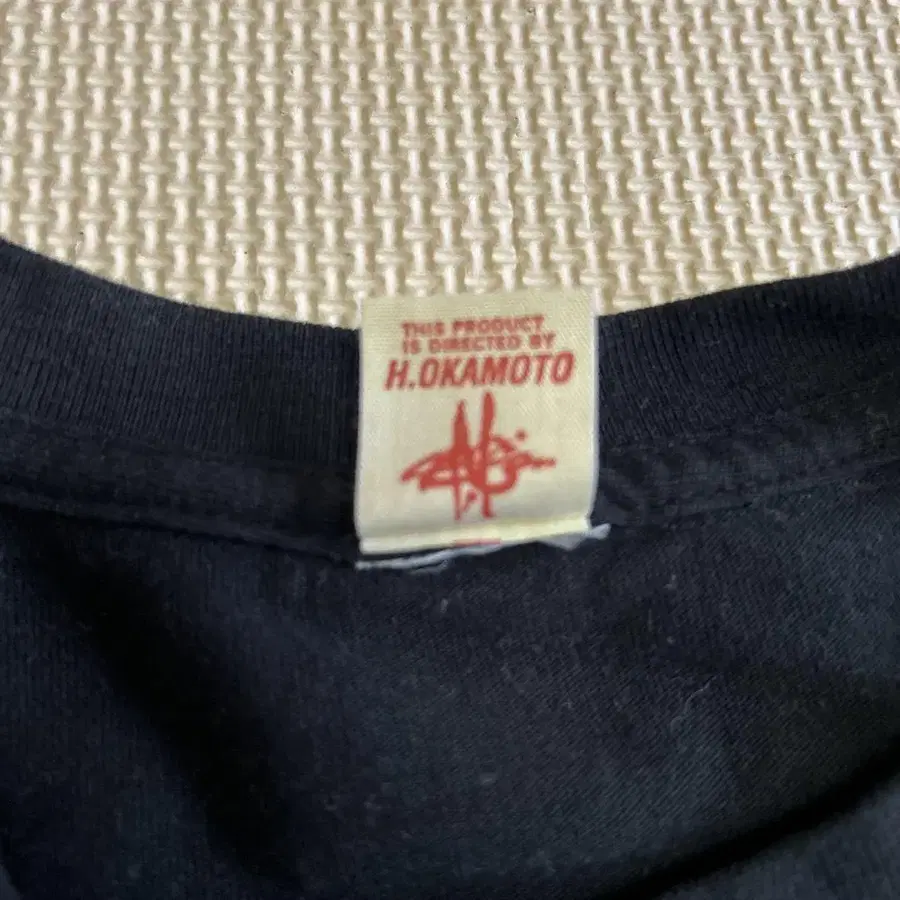 THIS PRODUCT
IS DIRECTED BY
H.OKAMOTO